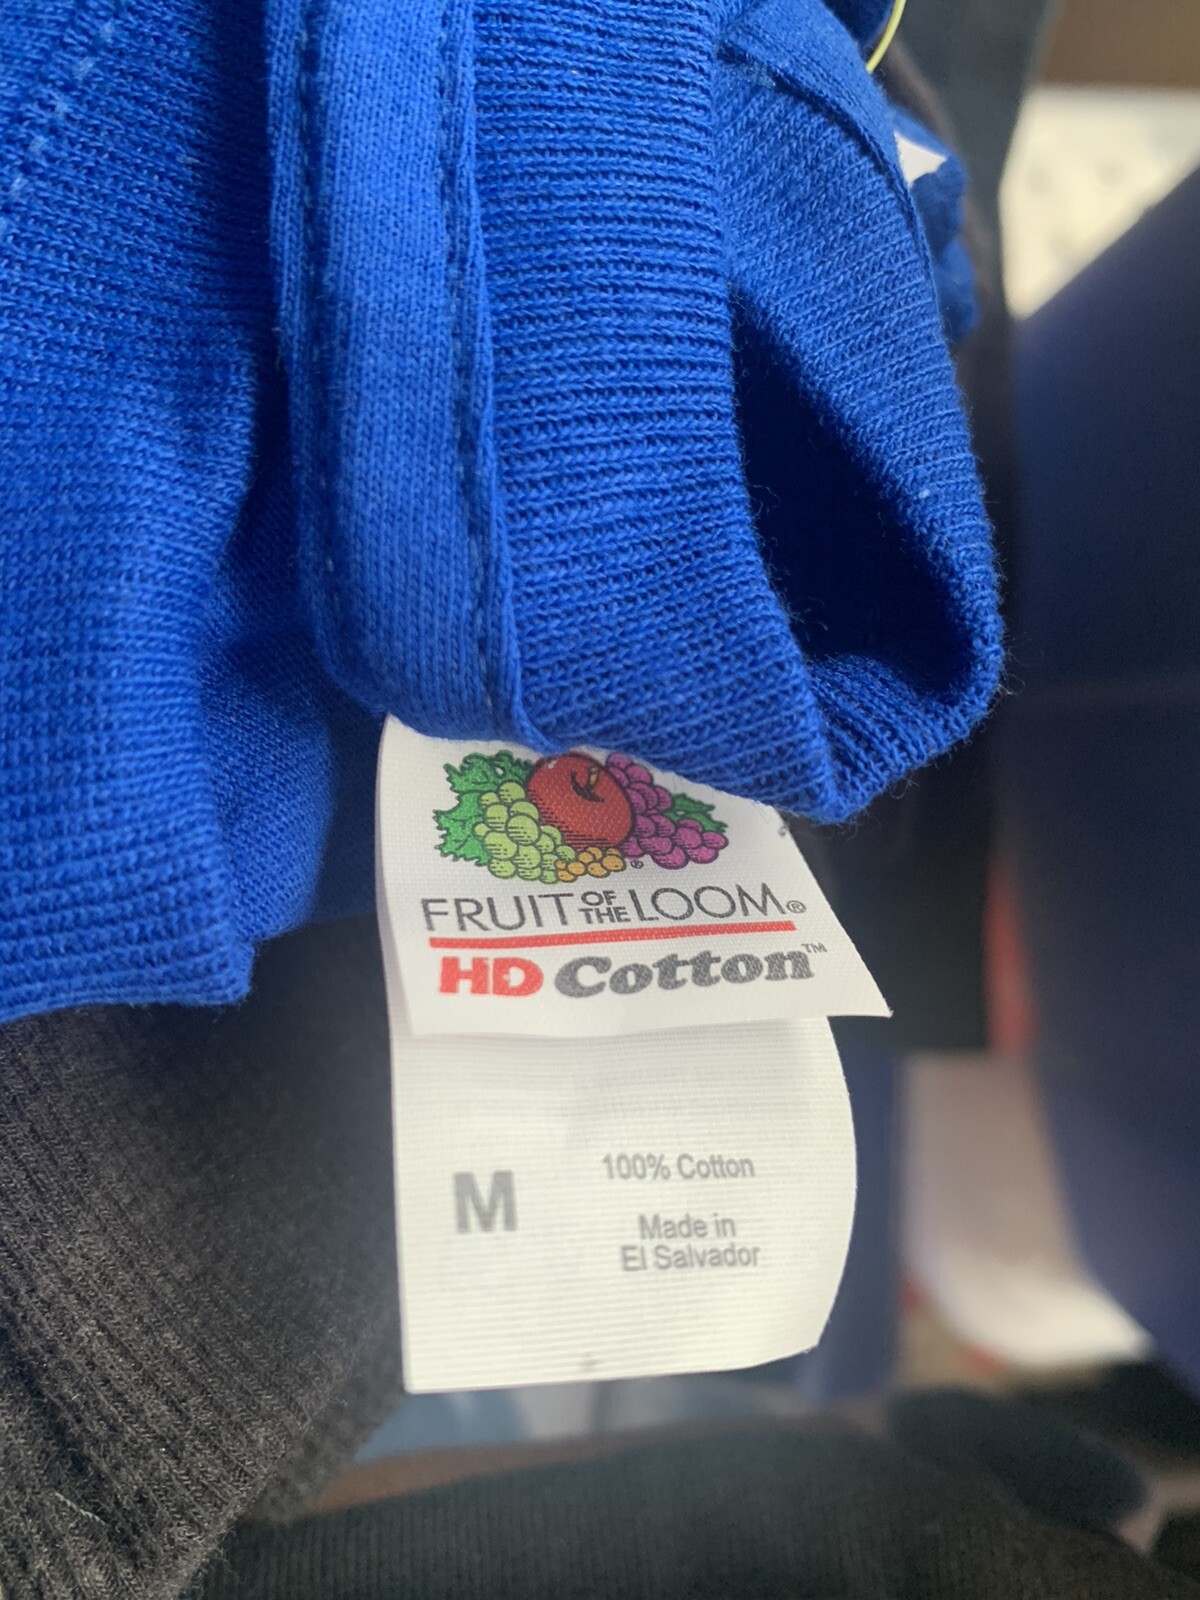 FRUIT OF THE LOOM®
HD Cotton™
M
100% Cotton
Made in
El Salvador